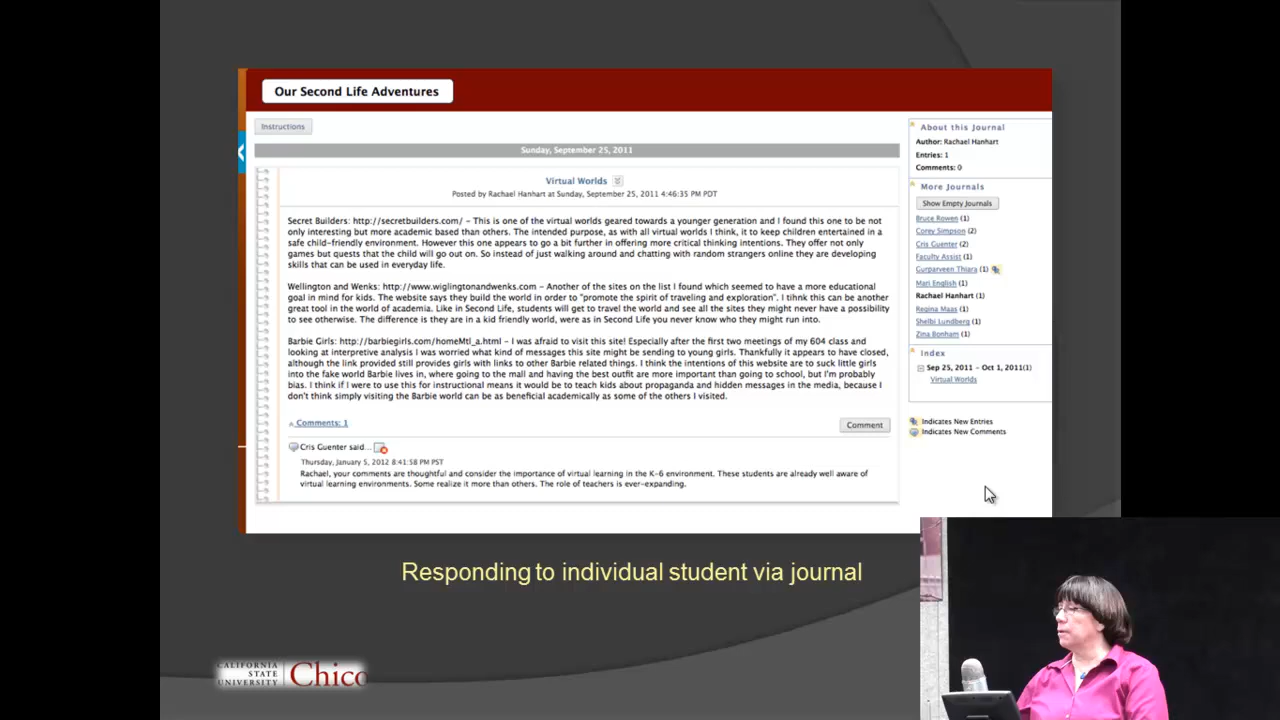 Our Second Life Adventures
Instructions
Sunday, September 25, 2011
Virtual Worlds
Posted by Rachael Hanhart at Sunday, September 25, 2011 4:46:35 PM PDT
Secret Builders: http://secretbuilders.com/ - This is one of the virtual worlds geared towards a younger generation and I found this one to be not
only interesting but more academic based than others. The intended purpose, as with all virtual worlds I think, it to keep children entertained in a
safe child-friendly environment. However this one appears to go a bit further in offering more critical thinking intentions. They offer not only
games but quests that the child will go out on. So instead of just walking around and chatting with random strangers online they are developing
skills that can be used in everyday life.
Wellington and Wenks: http://www.wiglingtonandwenks.com - Another of the sites on the list I found which seemed to have a more educational
goal in mind for kids. The website says they build the world in order to "promote the spirit of traveling and exploration". I think this can be another
great tool in the world of academia. Like in Second Life, students will get to travel the world and see all the sites they might never have a possibility
to see otherwise. The difference is they are in a kid friendly world, were as in Second Life you never know who they might run into.
Barbie Girls: http://barbiegirls.com/homeMtl_a.html - I was afraid to visit this site! Especially after the first two meetings of my 604 class and
looking at interpretive analysis I was worried what kind of messages this site might be sending to young girls. Thankfully it appears to have closed,
although the link provided still provides girls with links to other Barbie related things. I think the intentions of this website are to suck little girls
into the fake world Barbie lives in, where going to the mall and having the best outfit are more important than going to school, but I'm probably
bias. I think if I were to use this for instructional means it would be to teach kids about propaganda and hidden messages in the media, because I
don't think simply visiting the Barbie world can be as beneficial academically as some of the others I visited.
Comments: 1
Comment
Cris Guenter said...
Thursday, January 5, 2012 8:41:58 PM PST
Rachael, your comments are thoughtful and consider the importance of virtual learning in the K-6 environment. These students are already well aware of
virtual learning environments. Some realize it more than others. The role of teachers is ever-expanding.
About this Journal
Author: Rachael Hanhart
Entries: 1
Comments: 0
More Journals
Show Empty Journals
Bruce Rowen (1)
Corey Simpson (2)
Cris Guenter (2)
Faculty Assist (1)
Gurparveen Thiara (1)
Mari English (1)
Rachael Hanhart (1)
Regina Maas (1)
Shelbi Lundberg (1)
Zina Bonham (1)
Index
Sep 25, 2011 - Oct 1, 2011(1)
Virtual Worlds
Indicates New Entries
Indicates New Comments
Responding to individual student via journal
CALIFORNIA
STATE
UNIVERSITY
Chico